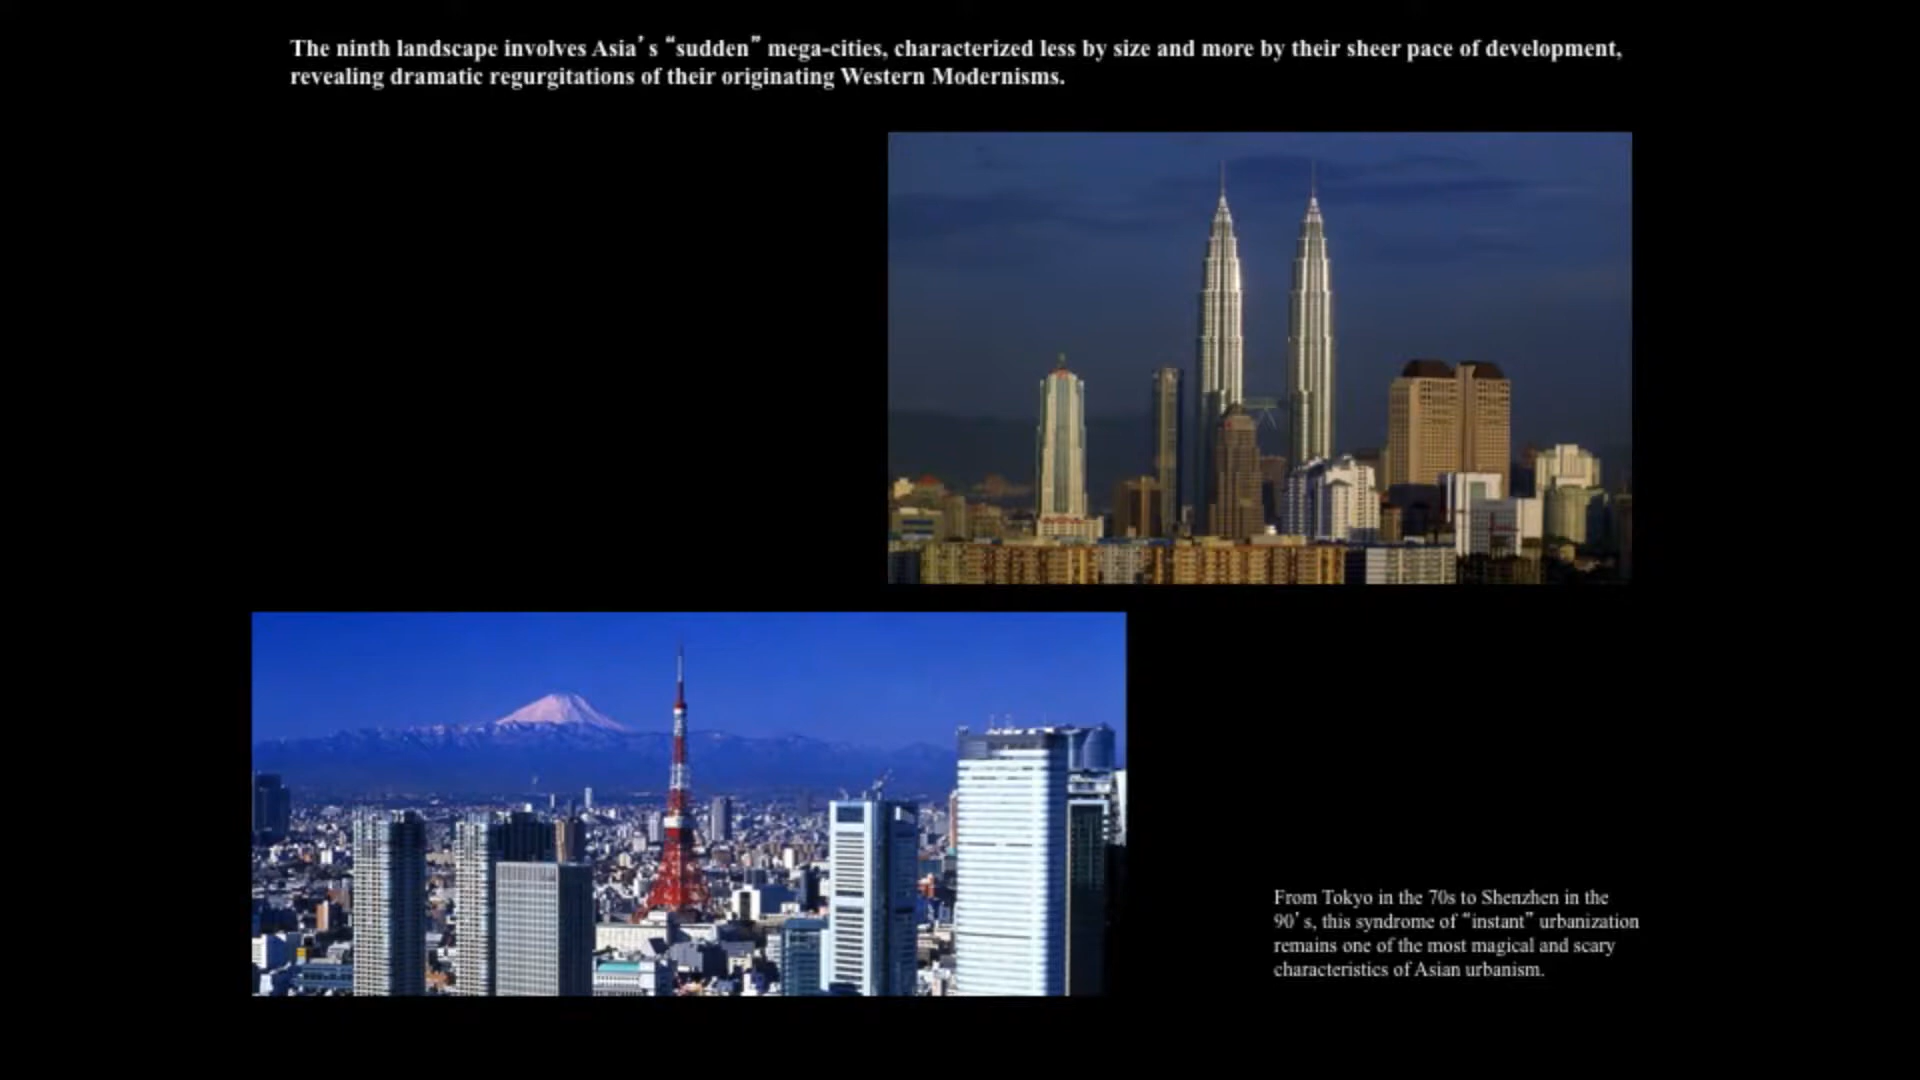 The ninth landscape involves Asia’s “sudden” mega-cities, characterized less by size and more by their sheer pace of development,
revealing dramatic regurgitations of their originating Western Modernisms.
From Tokyo in the 70s to Shenzhen in the
90’s, this syndrome of “instant” urbanization
remains one of the most magical and scary
characteristics of Asian urbanism.